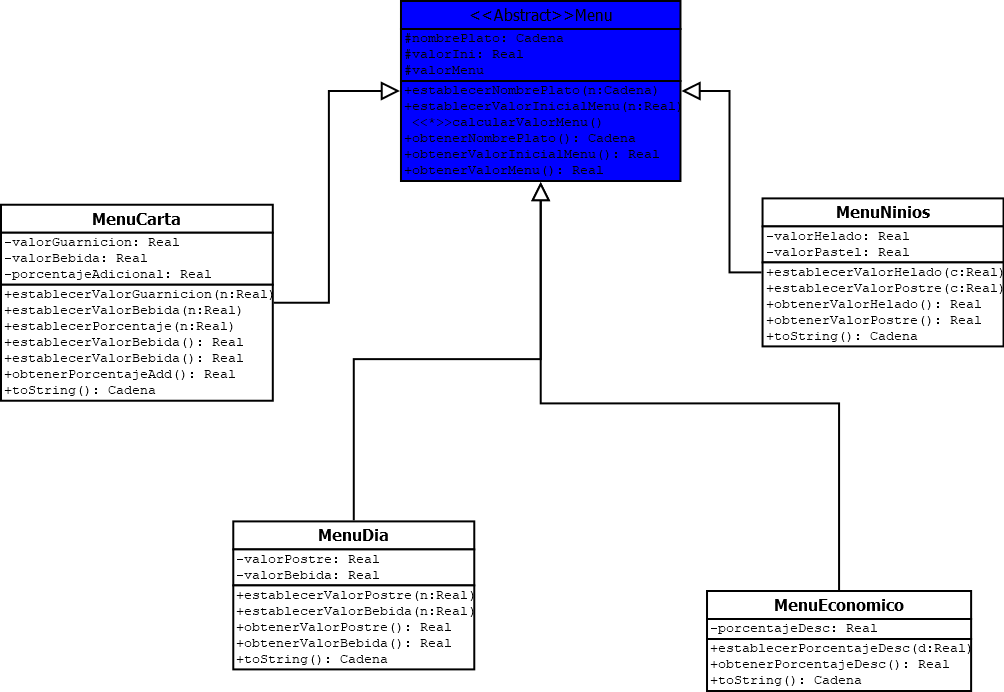 <<Abstract>>Menu
#nombrePlato: Cadena
#valorIni: Real
#valorMenu
+establecerNombrePlato(n:Cadena)
+establecerValorInicialMenu(n:Real)
<<*>>calcularValorMenu()
+obtenerNombrePlato(): Cadena
+obtenerValorInicialMenu(): Real
+obtenerValorMenu(): Real
MenuCarta
-valorGuarnicion: Real
-valorBebida: Real
-porcentajeAdicional: Real
+establecerValorGuarnicion(n:Real)
+establecerValorBebida(n:Real)
+establecerPorcentaje(n:Real)
+establecerValorBebida(): Real
+establecerValorBebida(): Real
+obtenerPorcentajeAdd(): Real
+toString(): Cadena
MenuNinios
-valorHelado: Real
-valorPastel: Real
+establecerValorHelado(c:Real)
+establecerValorPostre(c:Real)
+obtenerValorHelado(): Real
+obtenerValorPostre(): Real
+toString(): Cadena
MenuDia
-valorPostre: Real
-valorBebida: Real
+establecerValorPostre(n:Real)
+establecerValorBebida(n:Real)
+obtenerValorPostre(): Real
+obtenerValorBebida(): Real
+toString(): Cadena
MenuEconomico
-porcentajeDesc: Real
+establecerPorcentajeDesc(d:Real)
+obtenerPorcentajeDesc(): Real
+toString(): Cadena